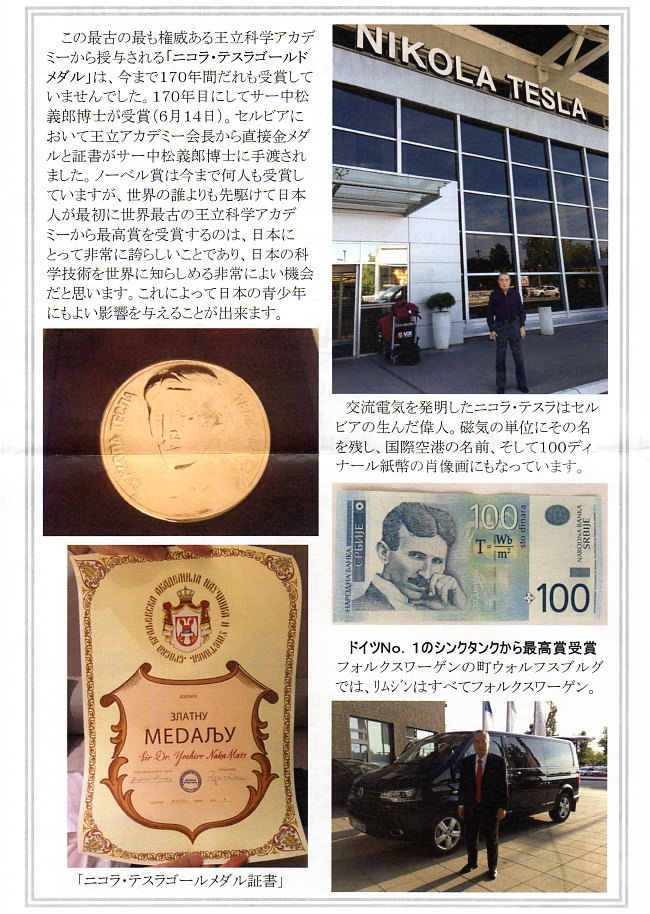 この最古の最も権威ある王立科学アカデ
ミーから授与される「ニコラ・テスラゴールド
メダル」は、今まで170年間だれも受賞して
いませんでした。170年目にしてサー中松
義郎博士が受賞(6月14日)。セルビアに
おいて王立アカデミー会長から直接金メダ
ルと証書がサー中松義郎博士に手渡され
ました。ノーベル賞は今まで何人も受賞し
ていますが、世界の誰よりも先駆けて日本
人が最初に世界最古の王立科学アカデ
ミーから最高賞を受賞するのは、日本に
とって非常に誇らしいことであり、日本の科
学技術を世界に知らしめる非常によい機会
だと思います。これによって日本の青少年
にもよい影響を与えることが出来ます。
НИКОЛА ТЕСЛА
СРПСКА КРАЉЕВСКА АКАДЕМИЈА НАУЧНИКА И УМЕТНИКА
ЗЛАТНУ
МЕДАЉУ
Sir Dr. Yoshiro NakaMats
「ニコラ・テスラゴールメダル証書」
NIKOLA TESLA
交流電気を発明したニコラ・テスラはセル
ビアの生んだ偉人。磁気の単位にその名
を残し、国際空港の名前、そして100ディ
ナール紙幣の肖像画にもなっています。
НАРОДНА БАНКА
СРБИЈЕ
100
sto dinara
T = Wb
m²
NARODNA BANKA
SRBIJE
100
ドイツNo. 1のシンクタンクから最高賞受賞
フォルクスワーゲンの町ウォルフスブルグ
では、ﾘﾑｼﾞﾝはすべてフォルクスワーゲン。